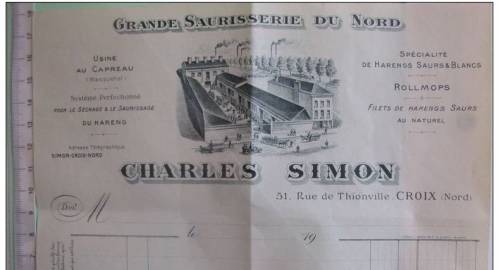 GRANDE SAURISSERIE DU NORD
USINE
AU CAPREAU
(Wasquehal)
Système Perfectionné
POUR LE SÉCHAGE & LE SAURISSAGE
DU HARENG
Adresse Télégraphique
SIMON-CROIX-NORD
SPÉCIALITÉ
DE HARENGS SAURS & BLANCS
ROLLMOPS
FILETS DE HARENGS SAURS
AU NATUREL
CHARLES SIMON
51, Rue de Thionville, CROIX (Nord)
Doit M
le 19